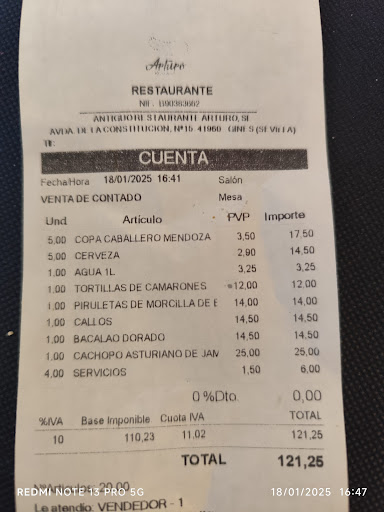 Arturo
RESTAURANTE
NIF.: B90363662
ANTIGUO RESTAURANTE ARTURO, SL
AVDA. DE LA CONSTITUCION, Nº15 41960 GINES (SEVILLA)
Tlf:
CUENTA
Fecha/Hora 18/01/2025 16:41 Salón
VENTA DE CONTADO Mesa
Und. Artículo PVP Importe
5,00 COPA CABALLERO MENDOZA 3,50 17,50
5,00 CERVEZA 2,90 14,50
1,00 AGUA 1L 3,25 3,25
1,00 TORTILLAS DE CAMARONES 12,00 12,00
1,00 PIRULETAS DE MORCILLA DE E 14,00 14,00
1,00 CALLOS 14,50 14,50
1,00 BACALAO DORADO 14,50 14,50
1,00 CACHOPO ASTURIANO DE JAM 25,00 25,00
4,00 SERVICIOS 1,50 6,00
0 %Dto. 0,00
%IVA Base Imponible Cuota IVA TOTAL
10 110,23 11,02 121,25
TOTAL 121,25
NºArtículos: 20,00
Le atendio: VENDEDOR - 1
REDMI NOTE 13 PRO 5G 18/01/2025 16:47